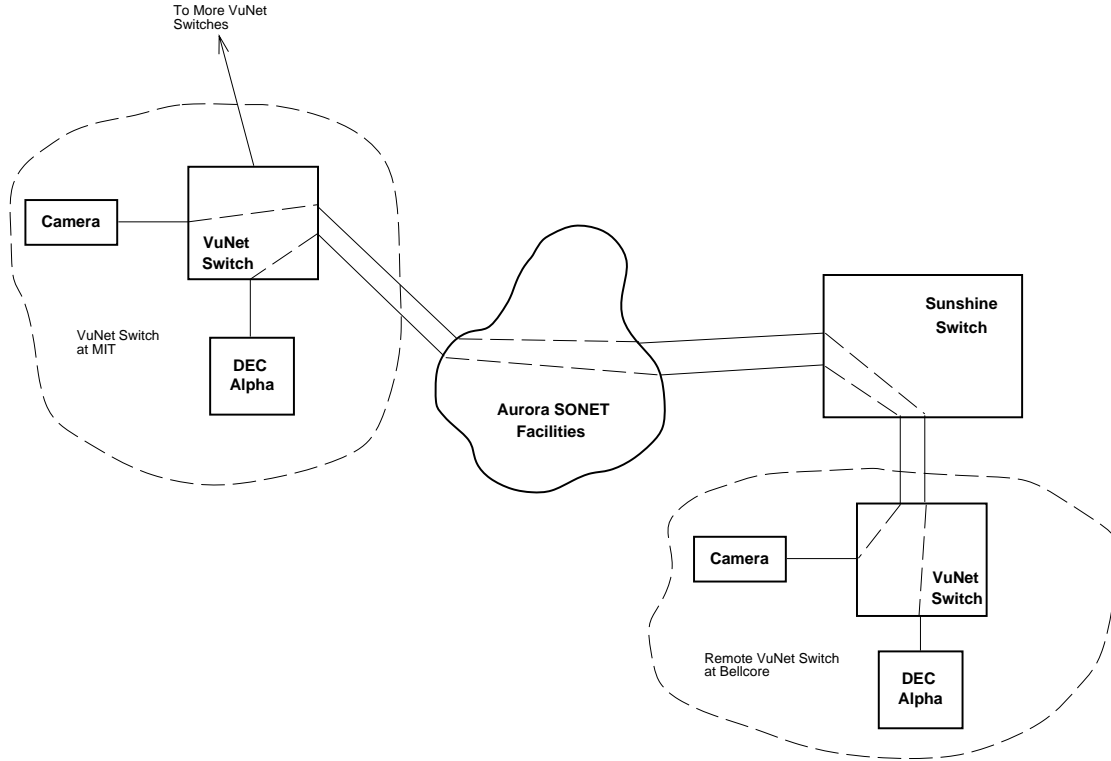 To More VuNet
Switches
Camera
VuNet
Switch
VuNet Switch
at MIT
DEC
Alpha
Aurora SONET
Facilities
Sunshine
Switch
Camera
VuNet
Switch
Remote VuNet Switch
at Bellcore
DEC
Alpha